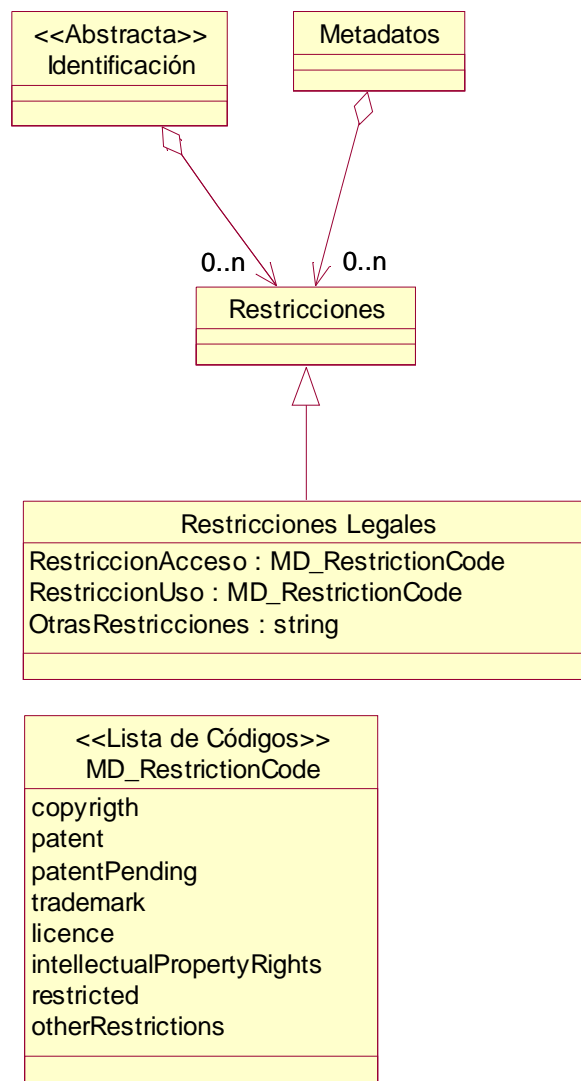 <<Abstracta>>
Identificación
Metadatos
0..n
0..n
Restricciones
Restricciones Legales
RestriccionAcceso : MD_RestrictionCode
RestriccionUso : MD_RestrictionCode
OtrasRestricciones : string
<<Lista de Códigos>>
MD_RestrictionCode
copyrigth
patent
patentPending
trademark
licence
intellectualPropertyRights
restricted
otherRestrictions